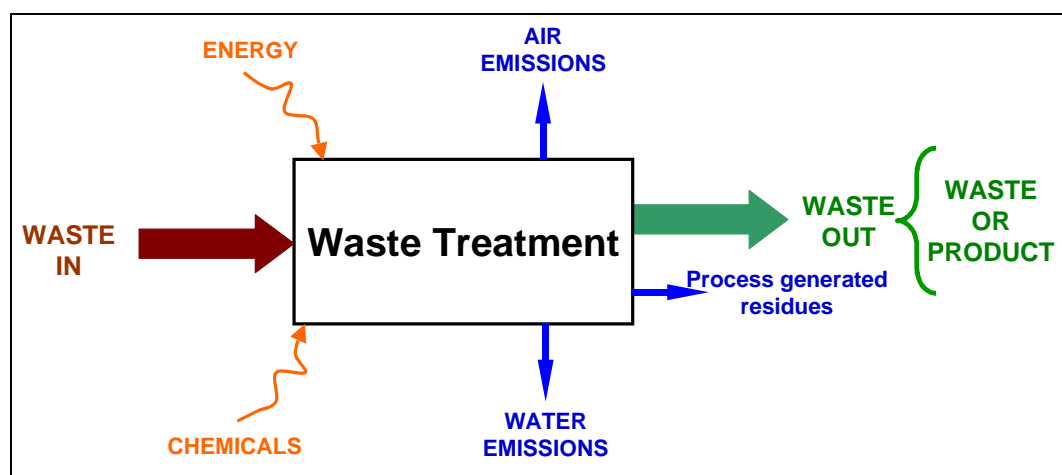 ENERGY
AIR
EMISSIONS
WASTE
IN
Waste Treatment
WASTE
OUT
WASTE
OR
PRODUCT
Process generated
residues
CHEMICALS
WATER
EMISSIONS